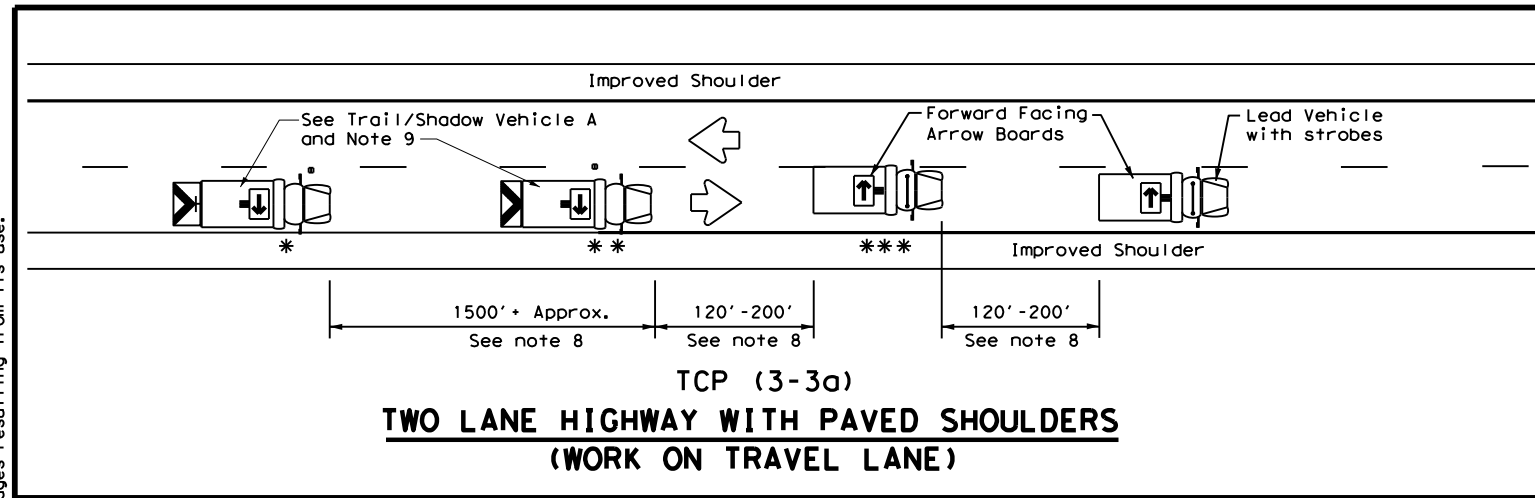 Improved Shoulder
See Trail/Shadow Vehicle A
and Note 9
Forward Facing
Arrow Boards
Lead Vehicle
with strobes
*
* *
***
Improved Shoulder
1500'+ Approx.
See note 8
120'-200'
See note 8
120'-200'
See note 8
TCP (3-3a)
TWO LANE HIGHWAY WITH PAVED SHOULDERS
(WORK ON TRAVEL LANE)